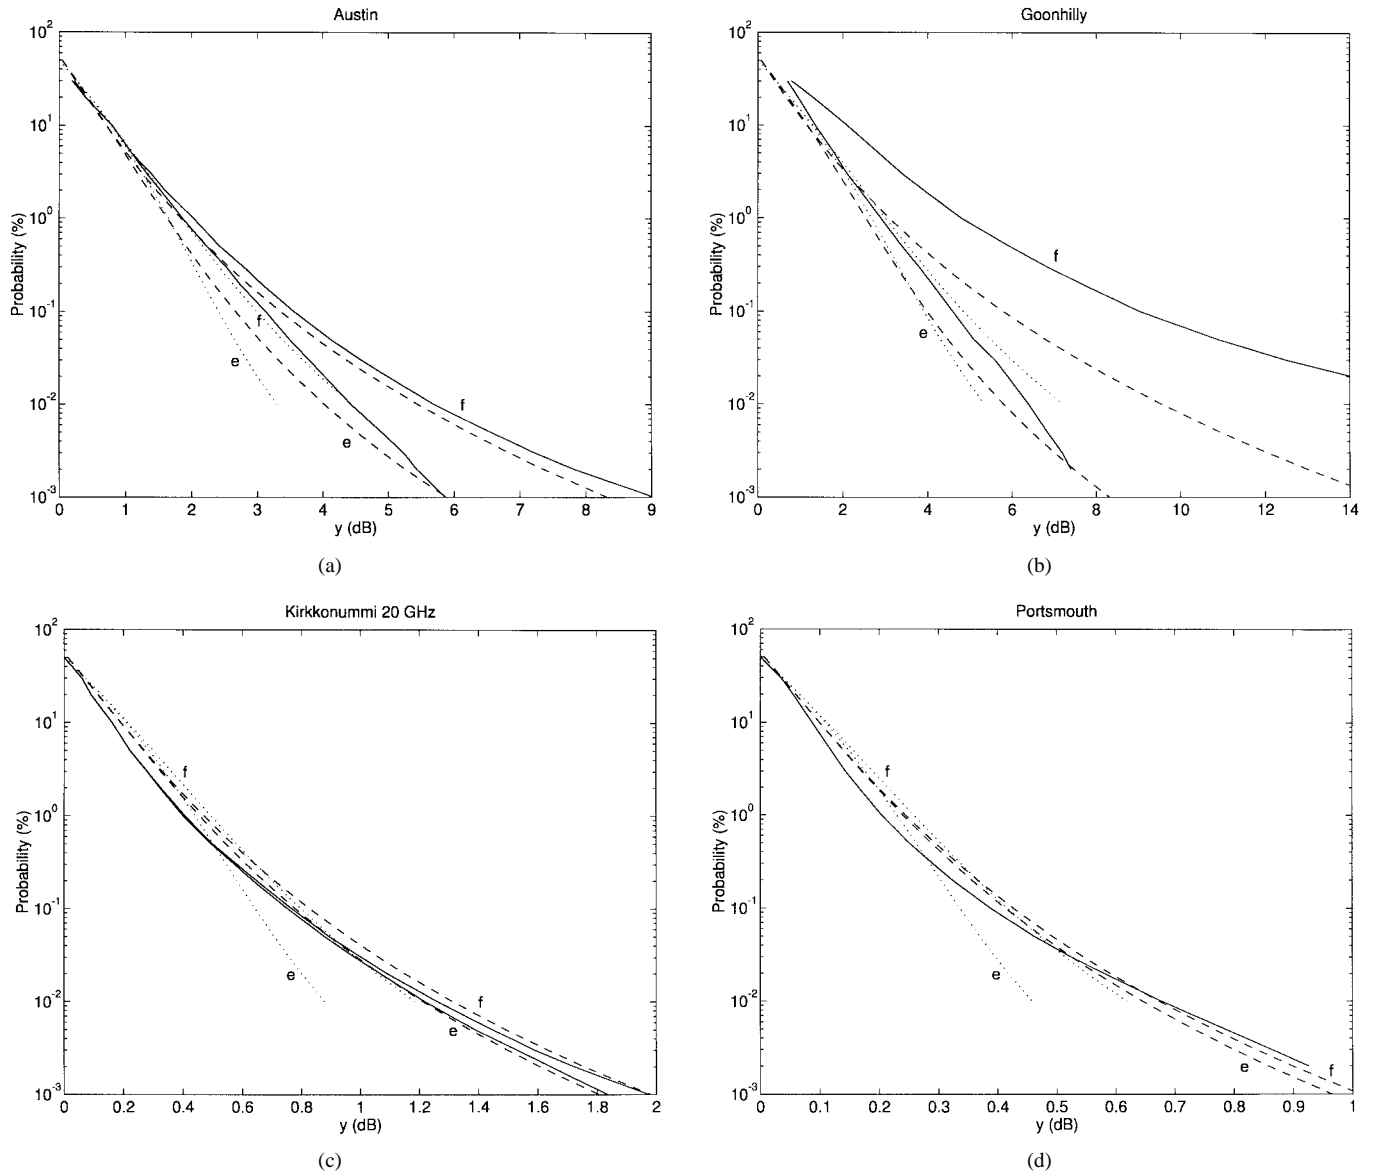 Austin
10^2
10^1
10^0
10^-1
10^-2
10^-3
Probability (%)
f
e
f
e
0 1 2 3 4 5 6 7 8 9
y (dB)
(a)
Goonhilly
10^2
10^1
10^0
10^-1
10^-2
10^-3
Probability (%)
f
e
0 2 4 6 8 10 12 14
y (dB)
(b)
Kirkkonummi 20 GHz
10^2
10^1
10^0
10^-1
10^-2
10^-3
Probability (%)
f
e
f
e
0 0.2 0.4 0.6 0.8 1 1.2 1.4 1.6 1.8 2
y (dB)
(c)
Portsmouth
10^2
10^1
10^0
10^-1
10^-2
10^-3
Probability (%)
f
e
e
f
0 0.1 0.2 0.3 0.4 0.5 0.6 0.7 0.8 0.9 1
y (dB)
(d)